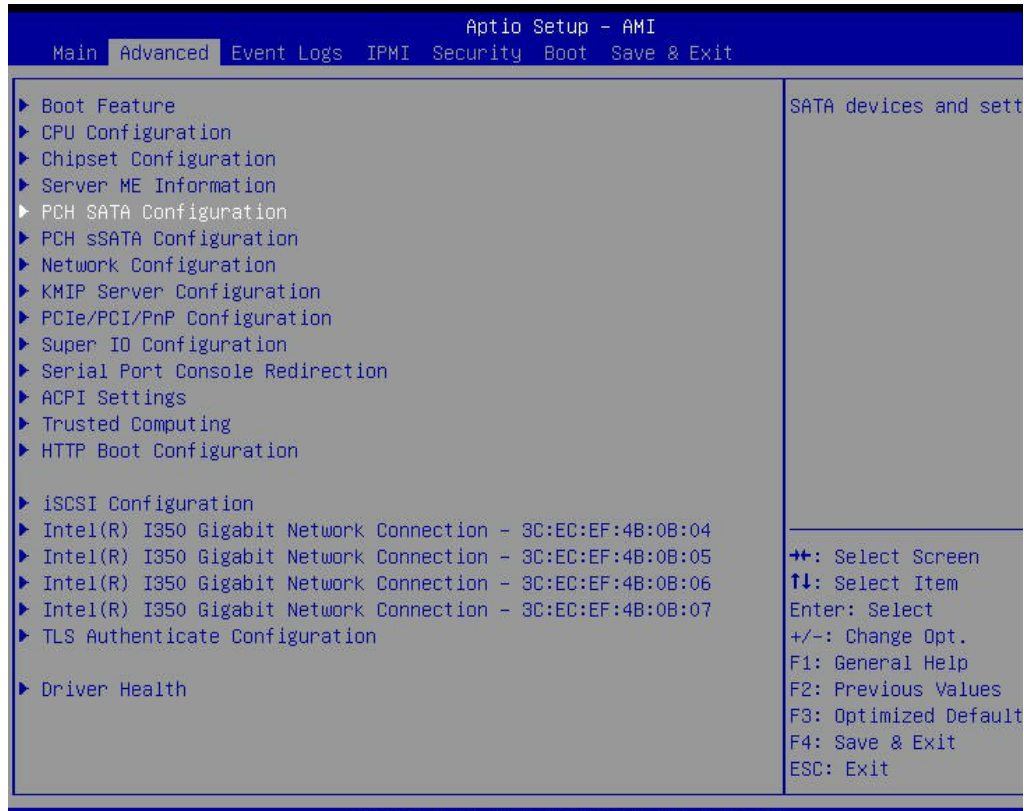 Aptio Setup - AMI
Main Advanced Event Logs IPMI Security Boot Save & Exit
Boot Feature
CPU Configuration
Chipset Configuration
Server ME Information
PCH SATA Configuration
PCH sSATA Configuration
Network Configuration
KMIP Server Configuration
PCIe/PCI/PnP Configuration
Super IO Configuration
Serial Port Console Redirection
ACPI Settings
Trusted Computing
HTTP Boot Configuration
iSCSI Configuration
Intel(R) I350 Gigabit Network Connection - 3C:EC:EF:4B:0B:04
Intel(R) I350 Gigabit Network Connection - 3C:EC:EF:4B:0B:05
Intel(R) I350 Gigabit Network Connection - 3C:EC:EF:4B:0B:06
Intel(R) I350 Gigabit Network Connection - 3C:EC:EF:4B:0B:07
TLS Authenticate Configuration
Driver Health
SATA devices and sett
→←: Select Screen
↑↓: Select Item
Enter: Select
+/-: Change Opt.
F1: General Help
F2: Previous Values
F3: Optimized Default
F4: Save & Exit
ESC: Exit